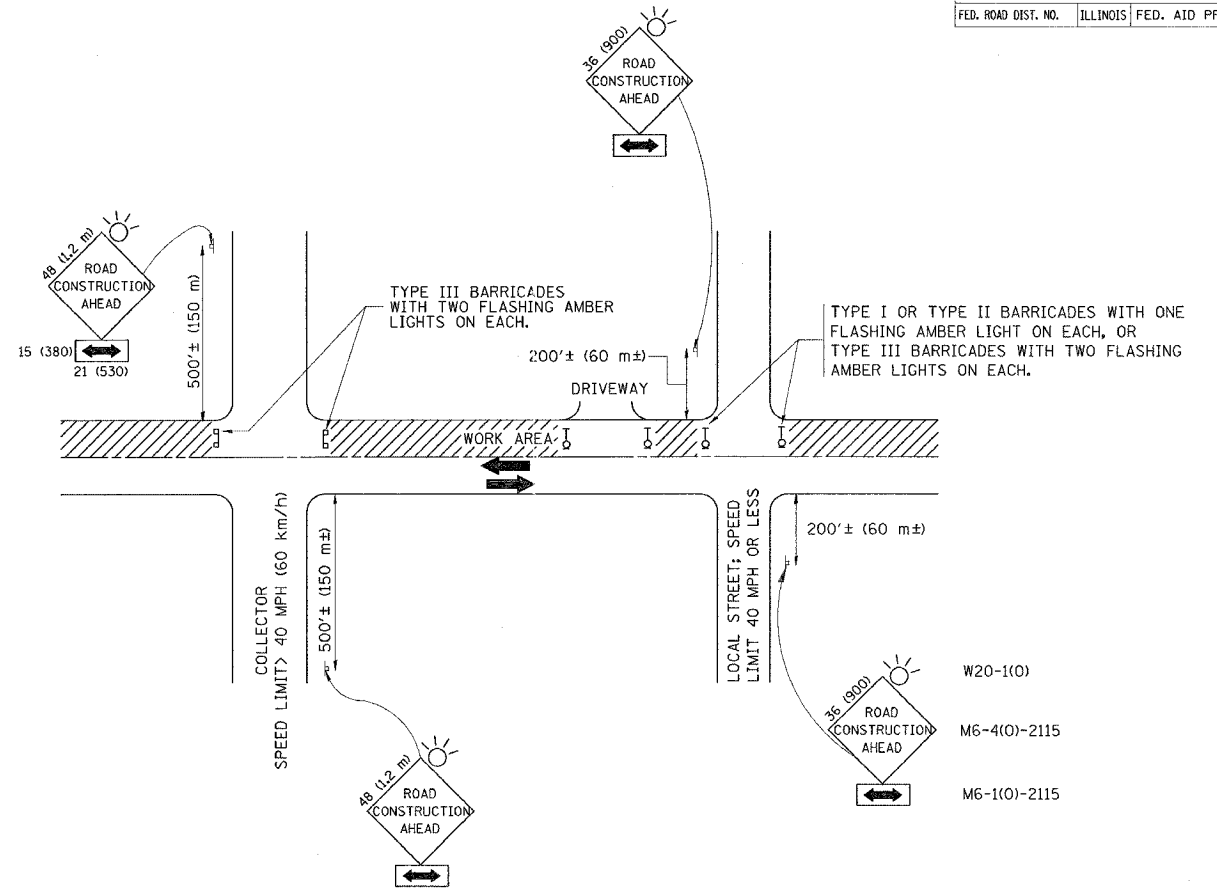 FED. ROAD DIST. NO. ILLINOIS FED. AID PR
36 (900)
ROAD
CONSTRUCTION
AHEAD
48 (1.2 m)
ROAD
CONSTRUCTION
AHEAD
15 (380)
21 (530)
500'± (150 m)
TYPE III BARRICADES
WITH TWO FLASHING AMBER
LIGHTS ON EACH.
200'± (60 m±)
DRIVEWAY
TYPE I OR TYPE II BARRICADES WITH ONE
FLASHING AMBER LIGHT ON EACH, OR
TYPE III BARRICADES WITH TWO FLASHING
AMBER LIGHTS ON EACH.
WORK AREA
COLLECTOR
SPEED LIMIT> 40 MPH (60 km/h)
500'± (150 m±)
LOCAL STREET; SPEED
LIMIT 40 MPH OR LESS
200'± (60 m±)
48 (1.2 m)
ROAD
CONSTRUCTION
AHEAD
36 (900)
ROAD
CONSTRUCTION
AHEAD
W20-1(O)
M6-4(O)-2115
M6-1(O)-2115